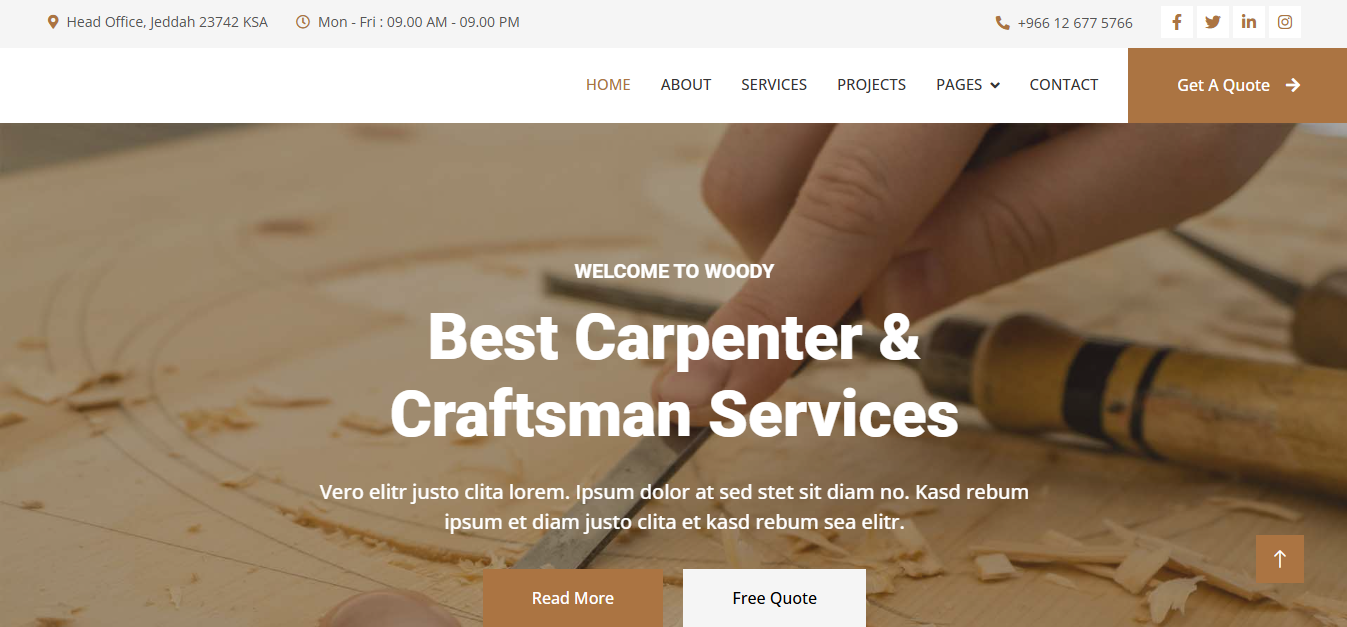 Head Office, Jeddah 23742 KSA
Mon - Fri : 09.00 AM - 09.00 PM
+966 12 677 5766
HOME
ABOUT
SERVICES
PROJECTS
PAGES
CONTACT
Get A Quote
WELCOME TO WOODY
Best Carpenter &
Craftsman Services
Vero elitr justo clita lorem. Ipsum dolor at sed stet sit diam no. Kasd rebum
ipsum et diam justo clita et kasd rebum sea elitr.
Read More
Free Quote